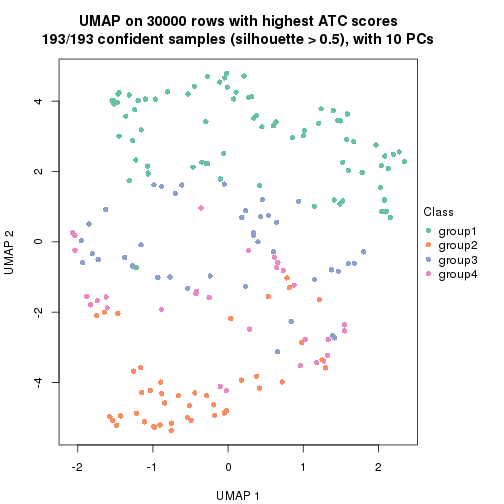 UMAP on 30000 rows with highest ATC scores
193/193 confident samples (silhouette > 0.5), with 10 PCs
4
2
0
-2
-4
UMAP 2
-2 -1 0 1 2
UMAP 1
Class
group1
group2
group3
group4